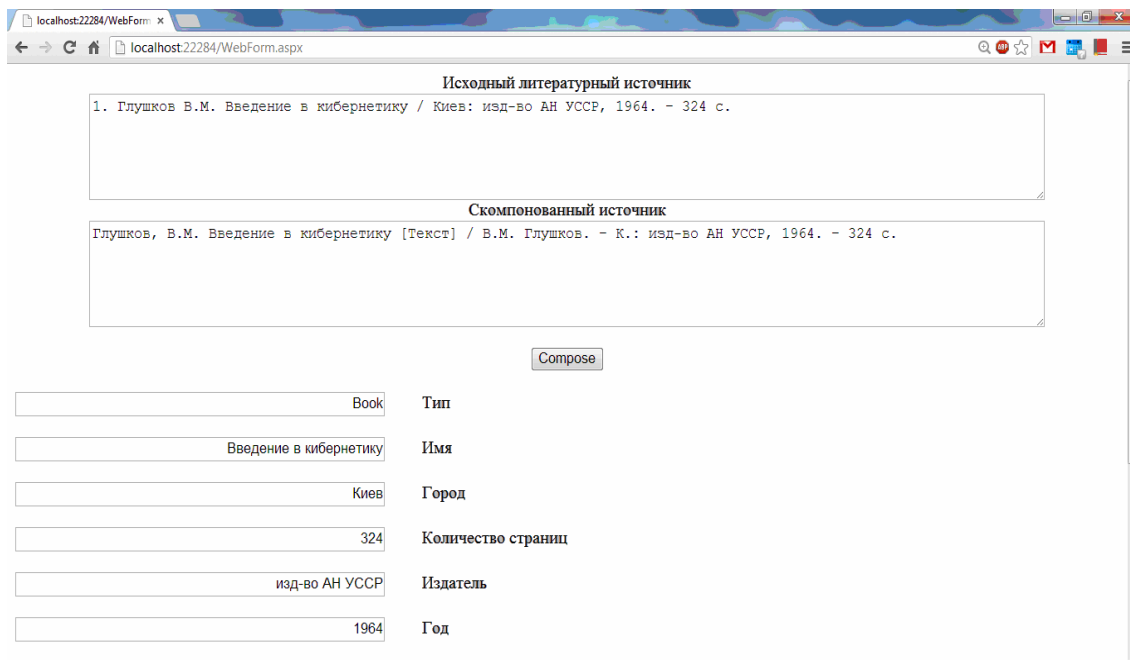 localhost:22284/WebForm
localhost:22284/WebForm.aspx
ABP
Исходный литературный источник
1. Глушков В.М. Введение в кибернетику / Киев: изд-во АН УССР, 1964. - 324 с.
Скомпонованный источник
Глушков, В.М. Введение в кибернетику [Текст] / В.М. Глушков. - К.: изд-во АН УССР, 1964. - 324 с.
Compose
Book Тип
Введение в кибернетику Имя
Киев Город
324 Количество страниц
изд-во АН УССР Издатель
1964 Год